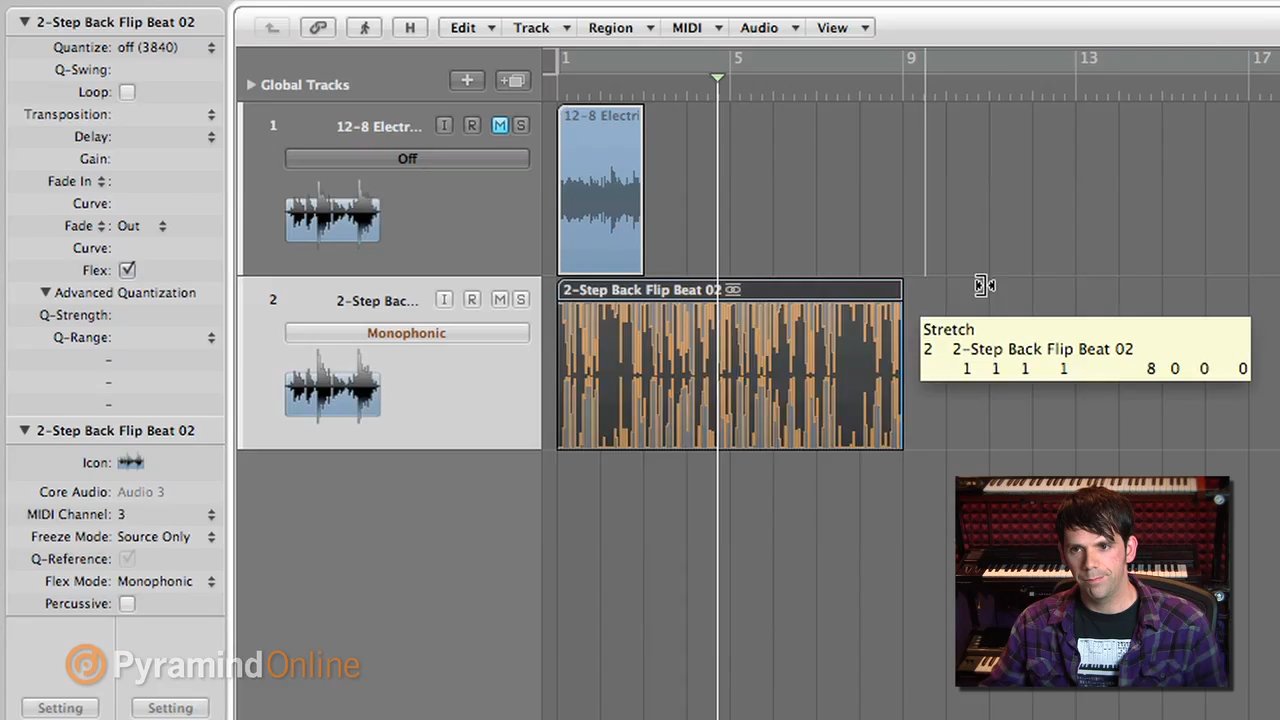 2-Step Back Flip Beat 02
Quantize: off (3840)
Q-Swing:
Loop:
Transposition:
Delay:
Gain:
Fade In :
Curve:
Fade : Out
Curve:
Flex:
Advanced Quantization
Q-Strength:
Q-Range:
2-Step Back Flip Beat 02
Icon:
Core Audio: Audio 3
MIDI Channel: 3
Freeze Mode: Source Only
Q-Reference:
Flex Mode: Monophonic
Percussive:
Setting Setting
H Edit Track Region MIDI Audio View
Global Tracks
1 5 9 13 17
1 12-8 Electr... I R M S
Off
12-8 Electri
2 2-Step Bac... I R M S
Monophonic
2-Step Back Flip Beat 02
Stretch
2 2-Step Back Flip Beat 02
1 1 1 1 8 0 0 0
PyramindOnline